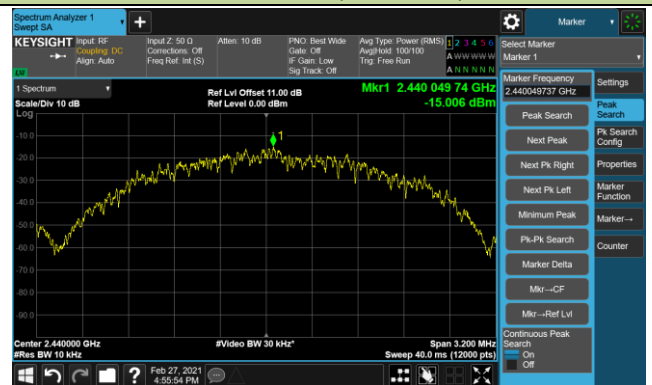 Spectrum Analyzer 1
Swept SA
+
Marker
KEYSIGHT
Input: RF
Coupling: DC
Align: Auto
Input Z: 50 Ω
Corrections: Off
Freq Ref: Int (S)
Atten: 10 dB
PNO: Best Wide
Gate: Off
IF Gain: Low
Sig Track: Off
Avg Type: Power (RMS)
Avg|Hold: 100/100
Trig: Free Run
1 2 3 4 5 6
A W W W W W
A N N N N N
LU
Select Marker
Marker 1
1 Spectrum
Scale/Div 10 dB
Log
Ref Lvl Offset 11.00 dB
Ref Level 0.00 dBm
Mkr1 2.440 049 74 GHz
-15.006 dBm
1
-10.0
-20.0
-30.0
-40.0
-50.0
-60.0
-70.0
-80.0
-90.0
Center 2.440000 GHz
#Res BW 10 kHz
#Video BW 30 kHz*
Span 3.200 MHz
Sweep 40.0 ms (12000 pts)
Marker Frequency
2.440049737 GHz
Peak Search
Next Peak
Next Pk Right
Next Pk Left
Minimum Peak
Pk-Pk Search
Marker Delta
Mkr→CF
Mkr→Ref Lvl
Continuous Peak
Search
On
Off
Settings
Peak
Search
Pk Search
Config
Properties
Marker
Function
Marker→
Counter
?
Feb 27, 2021
4:55:54 PM